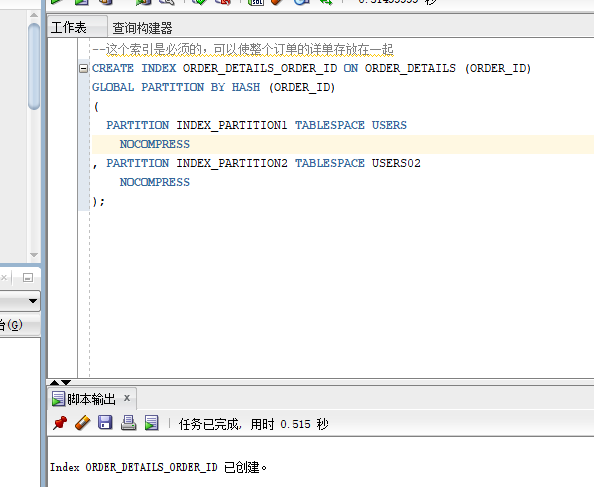 0.51499995 秒
工作表 查询构建器
--这个索引是必须的，可以使整个订单的详单存放在一起
CREATE INDEX ORDER_DETAILS_ORDER_ID ON ORDER_DETAILS (ORDER_ID)
GLOBAL PARTITION BY HASH (ORDER_ID)
(
PARTITION INDEX_PARTITION1 TABLESPACE USERS
NOCOMPRESS
, PARTITION INDEX_PARTITION2 TABLESPACE USERS02
NOCOMPRESS
);
台(G)
脚本输出 x
任务已完成, 用时 0.515 秒
Index ORDER_DETAILS_ORDER_ID 已创建。